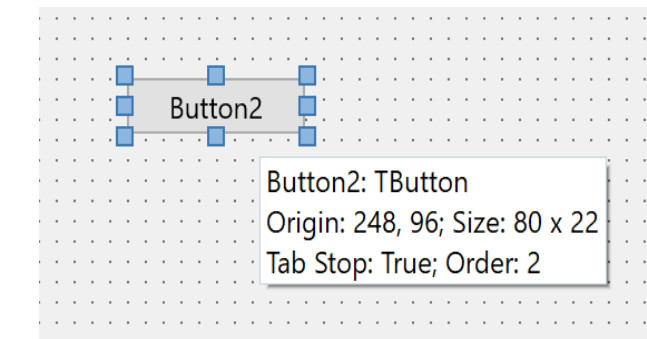 Button2
Button2: TButton
Origin: 248, 96; Size: 80 x 22
Tab Stop: True; Order: 2